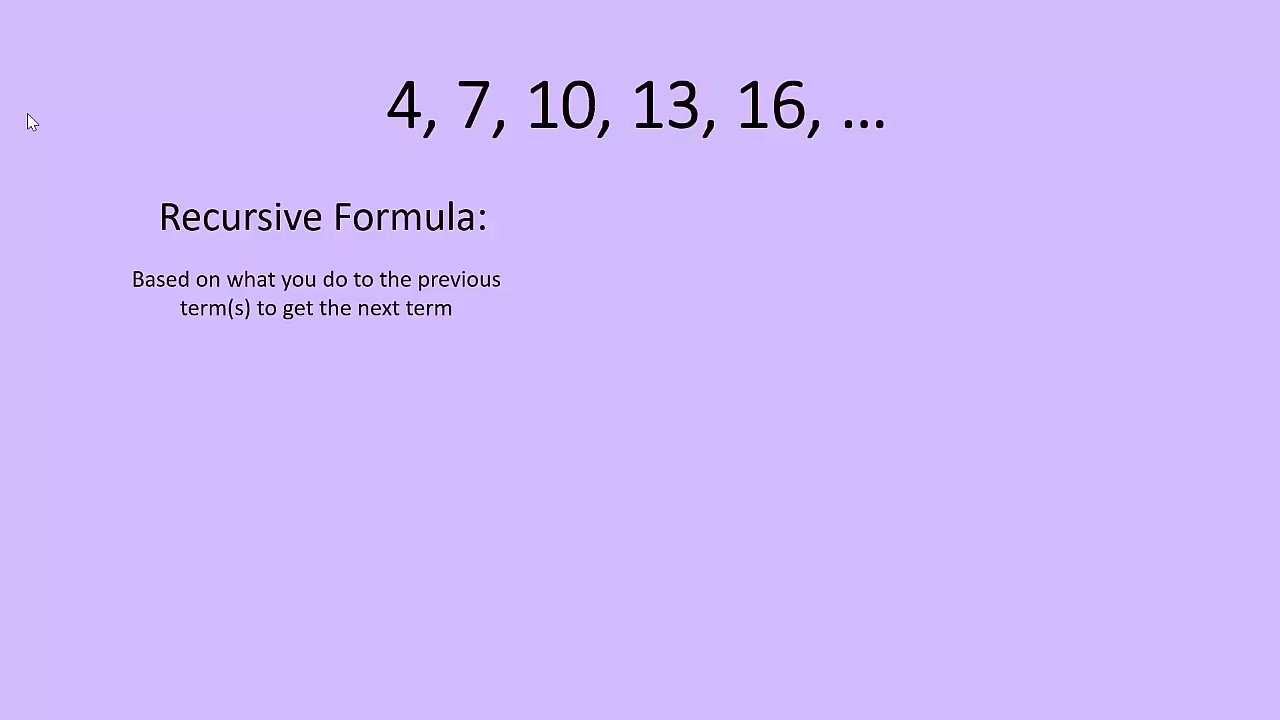 4, 7, 10, 13, 16, ...
Recursive Formula:
Based on what you do to the previous
term(s) to get the next term